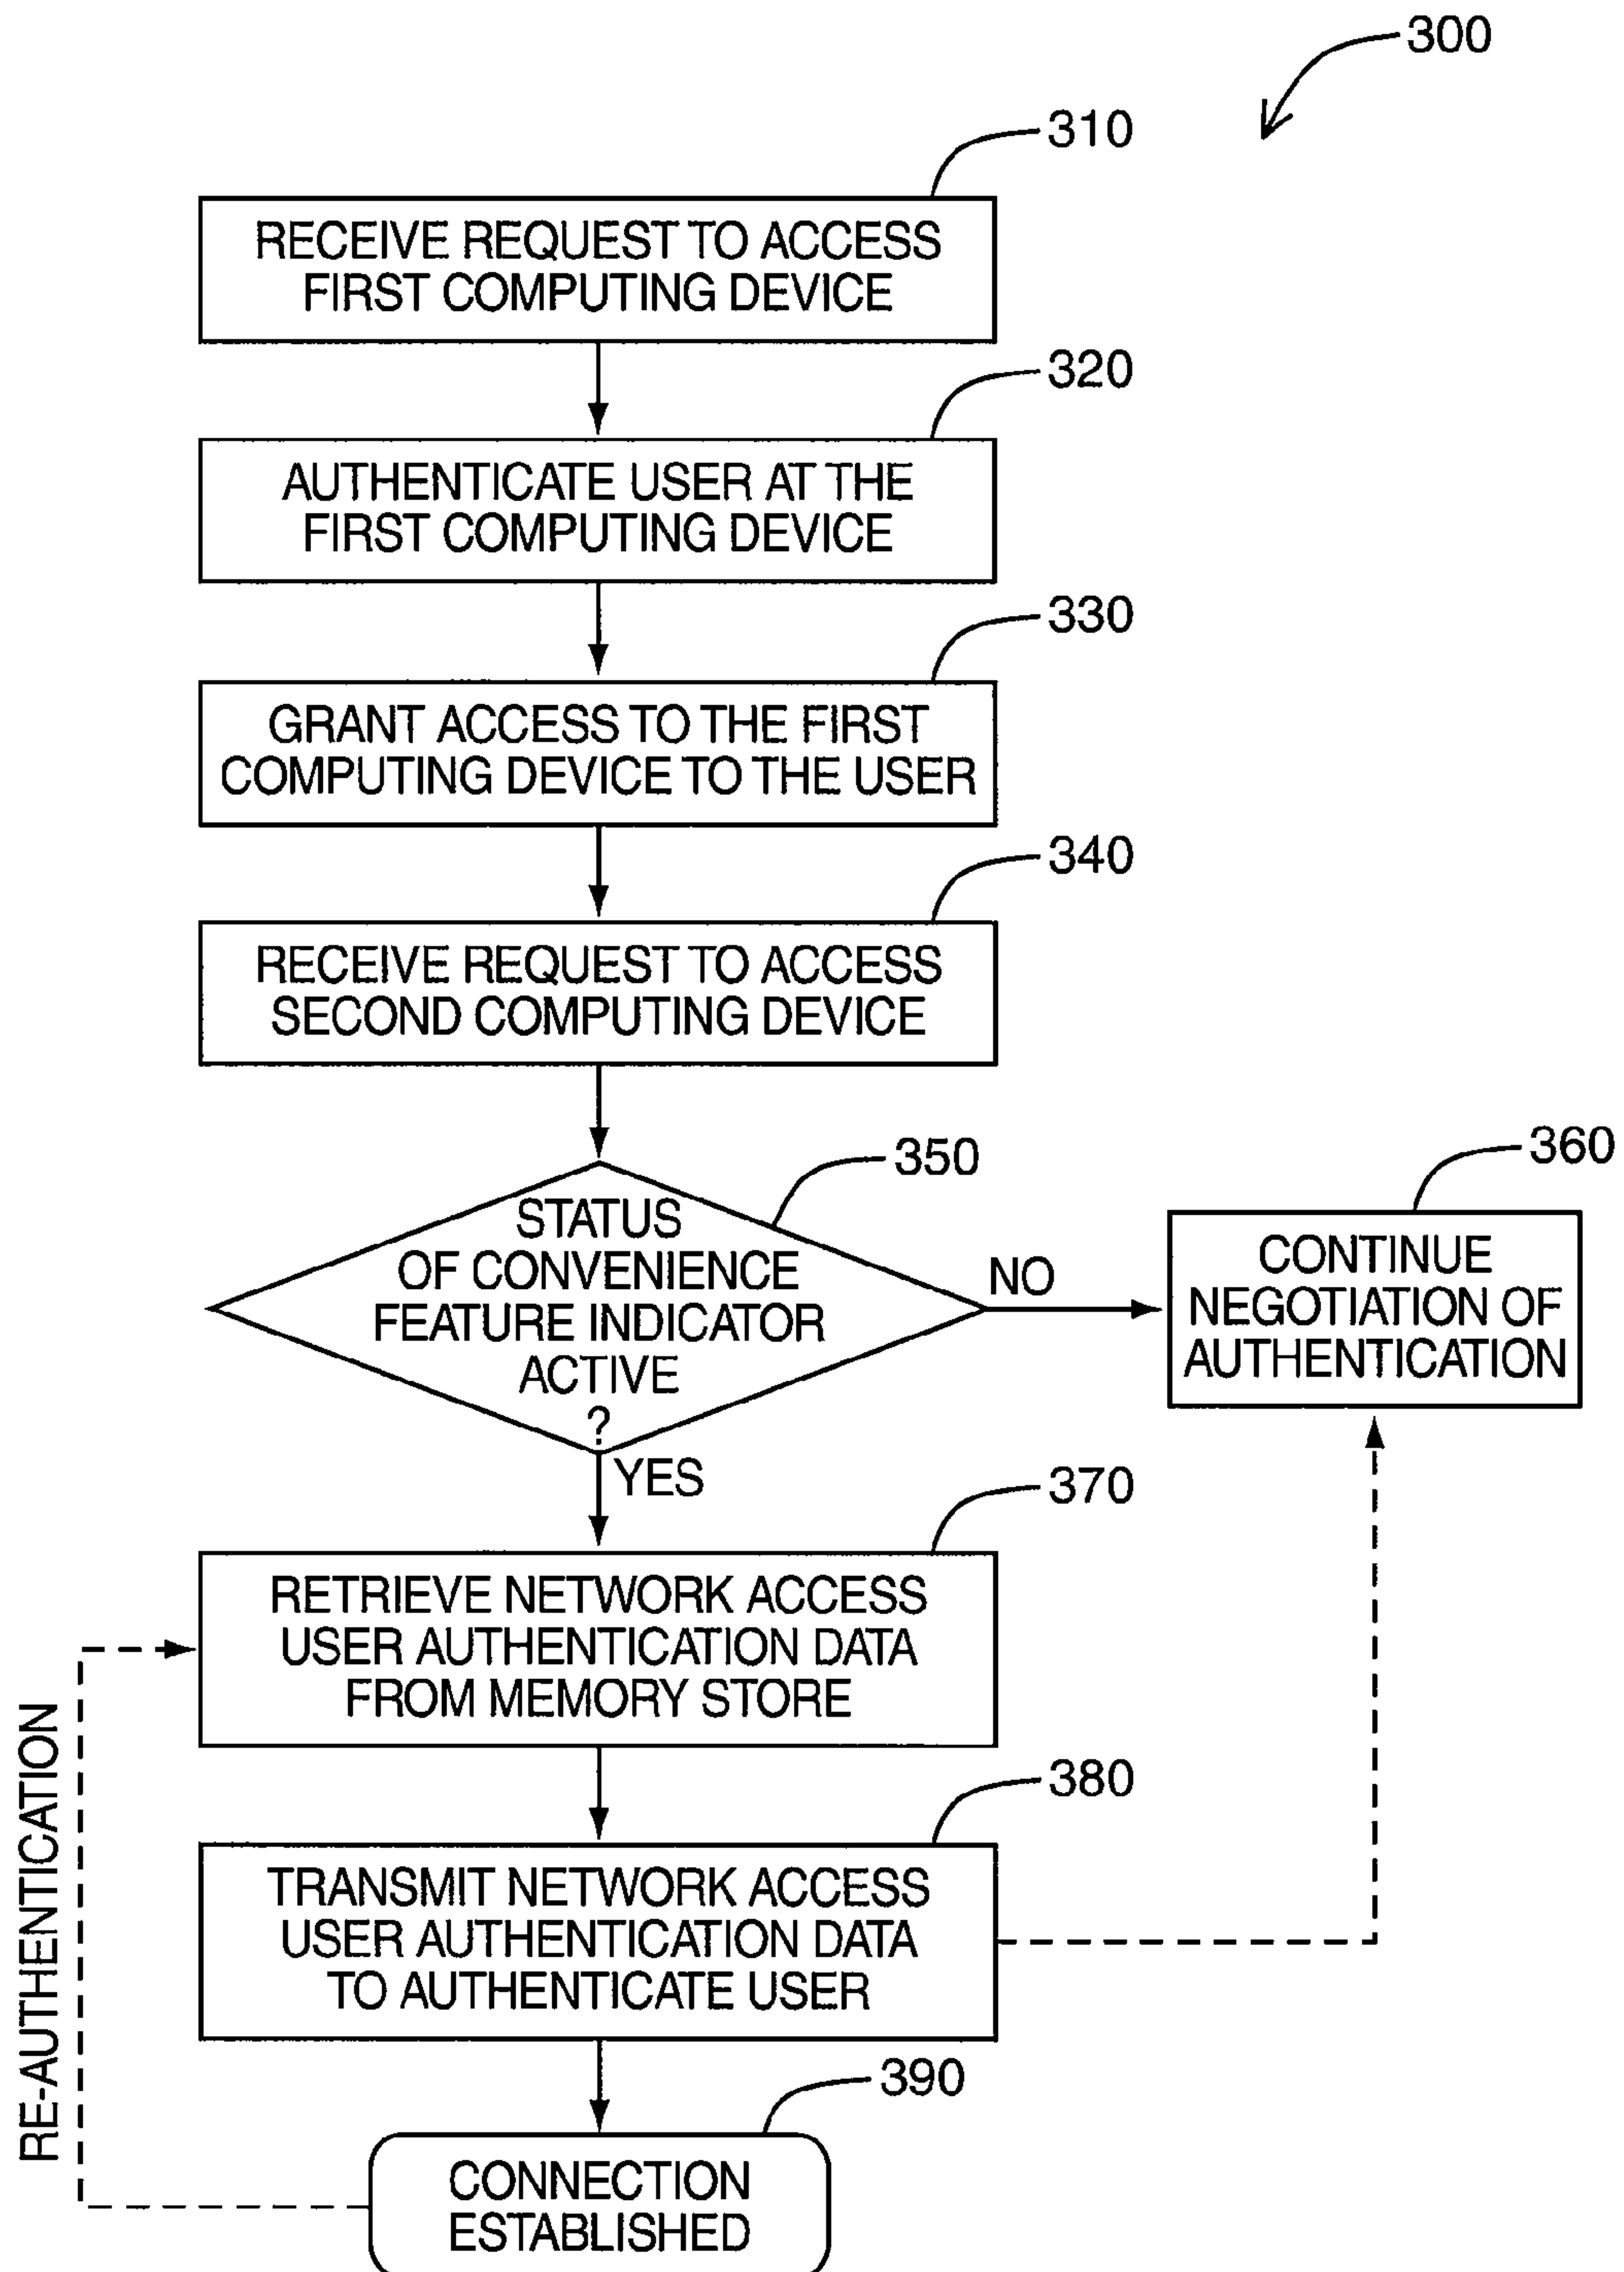 300
310
RECEIVE REQUEST TO ACCESS
FIRST COMPUTING DEVICE
320
AUTHENTICATE USER AT THE
FIRST COMPUTING DEVICE
330
GRANT ACCESS TO THE FIRST
COMPUTING DEVICE TO THE USER
340
RECEIVE REQUEST TO ACCESS
SECOND COMPUTING DEVICE
350
STATUS
OF CONVENIENCE
FEATURE INDICATOR
ACTIVE
?
NO
360
CONTINUE
NEGOTIATION OF
AUTHENTICATION
YES
370
RETRIEVE NETWORK ACCESS
USER AUTHENTICATION DATA
FROM MEMORY STORE
380
TRANSMIT NETWORK ACCESS
USER AUTHENTICATION DATA
TO AUTHENTICATE USER
RE-AUTHENTICATION
390
CONNECTION
ESTABLISHED